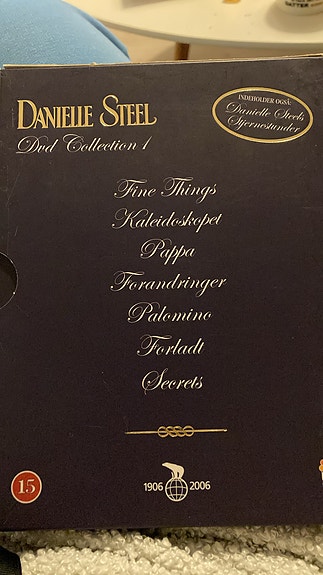 DATTER
DANIELLE STEEL
Dvd Collection 1
INDEHOLDER OGSÅ:
Danielle Steels
Stjernestunder
Fine Things
Kaleidoskopet
Pappa
Forandringer
Palomino
Forladt
Secrets
15
1906 2006